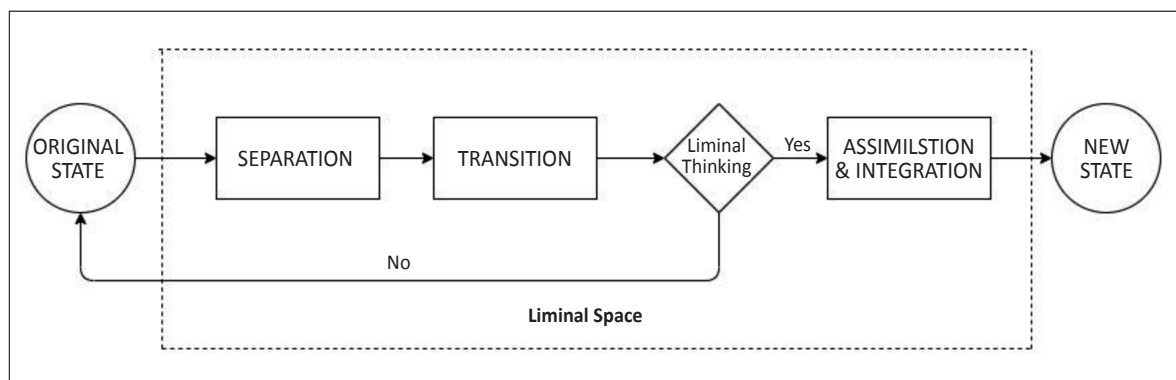 ORIGINAL
STATE
SEPARATION
TRANSITION
Liminal
Thinking
Yes
ASSIMILSTION
& INTEGRATION
NEW
STATE
No
Liminal Space